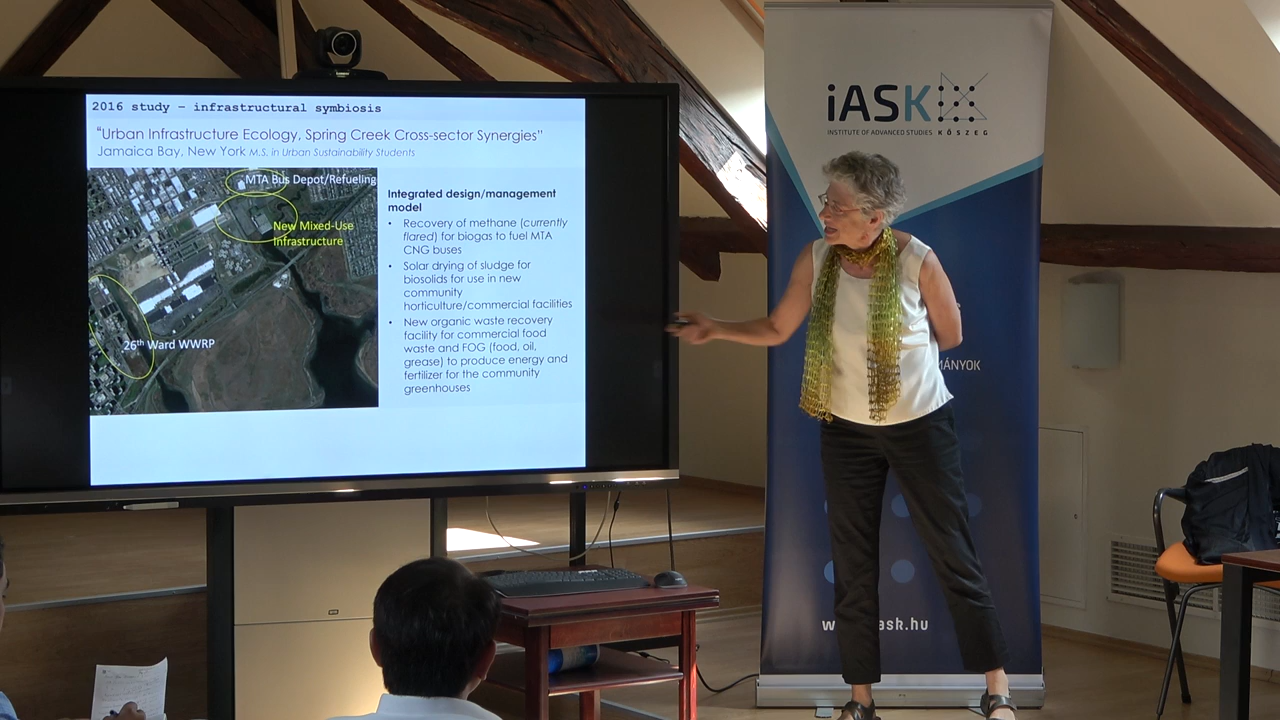 2016 study – infrastructural symbiosis
"Urban Infrastructure Ecology, Spring Creek Cross-sector Synergies"
Jamaica Bay, New York M.S. in Urban Sustainability Students
MTA Bus Depot/Refueling
New Mixed-Use
Infrastructure
26th Ward WWRP
Integrated design/management
model
• Recovery of methane (currently
flared) for biogas to fuel MTA
CNG buses
• Solar drying of sludge for
biosolids for use in new
community
horticulture/commercial facilities
• New organic waste recovery
facility for commercial food
waste and FOG (food, oil,
grease) to produce energy and
fertilizer for the community
greenhouses
iASK
INSTITUTE OF ADVANCED STUDIES KŐSZEG
MÁNYOK
ask.hu